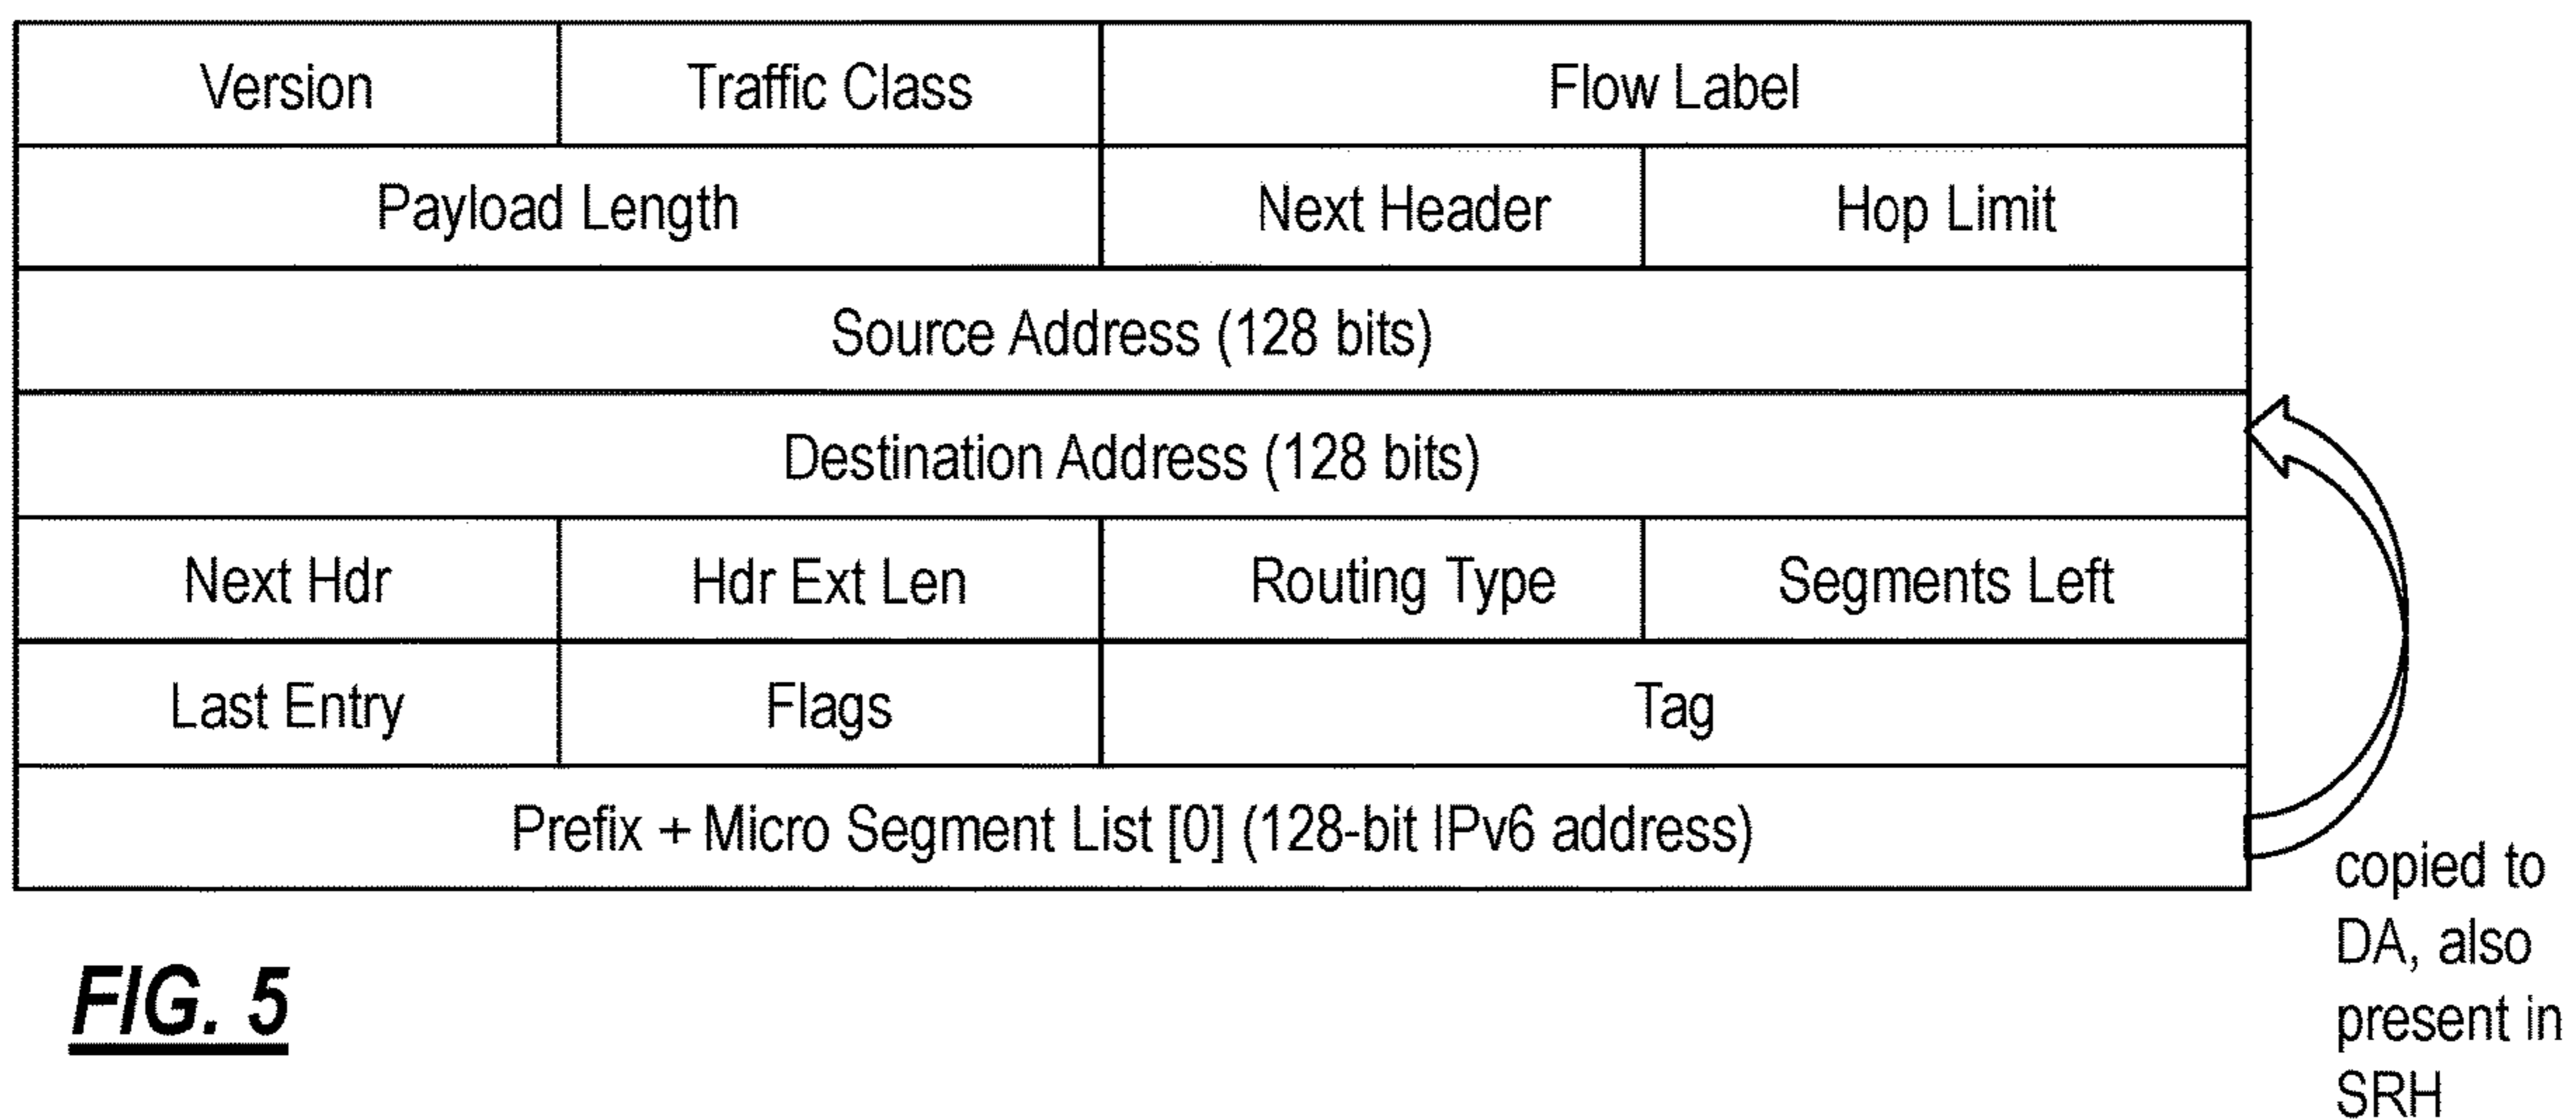 Version Traffic Class Flow Label
Payload Length Next Header Hop Limit
Source Address (128 bits)
Destination Address (128 bits)
Next Hdr Hdr Ext Len Routing Type Segments Left
Last Entry Flags Tag
Prefix + Micro Segment List [0] (128-bit IPv6 address)
copied to
DA, also
present in
SRH
FIG. 5